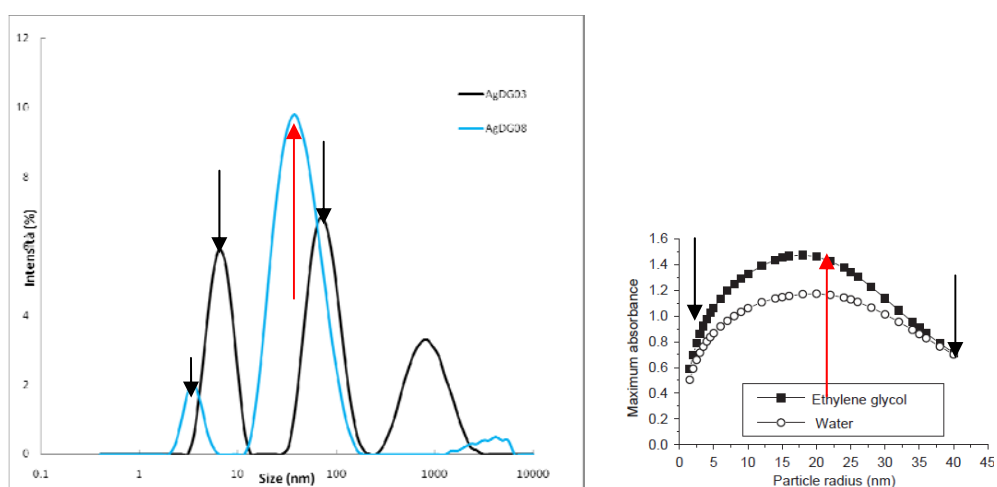 12
10
8
6
4
2
0
Intensità (%)
AgDG03
AgDG08
0.1 1 10 100 1000 10000
Size (nm)
1.6
1.4
1.2
1.0
0.8
0.6
0.4
0.2
0.0
Maximum absorbance
Ethylene glycol
Water
0 5 10 15 20 25 30 35 40 45
Particle radius (nm)